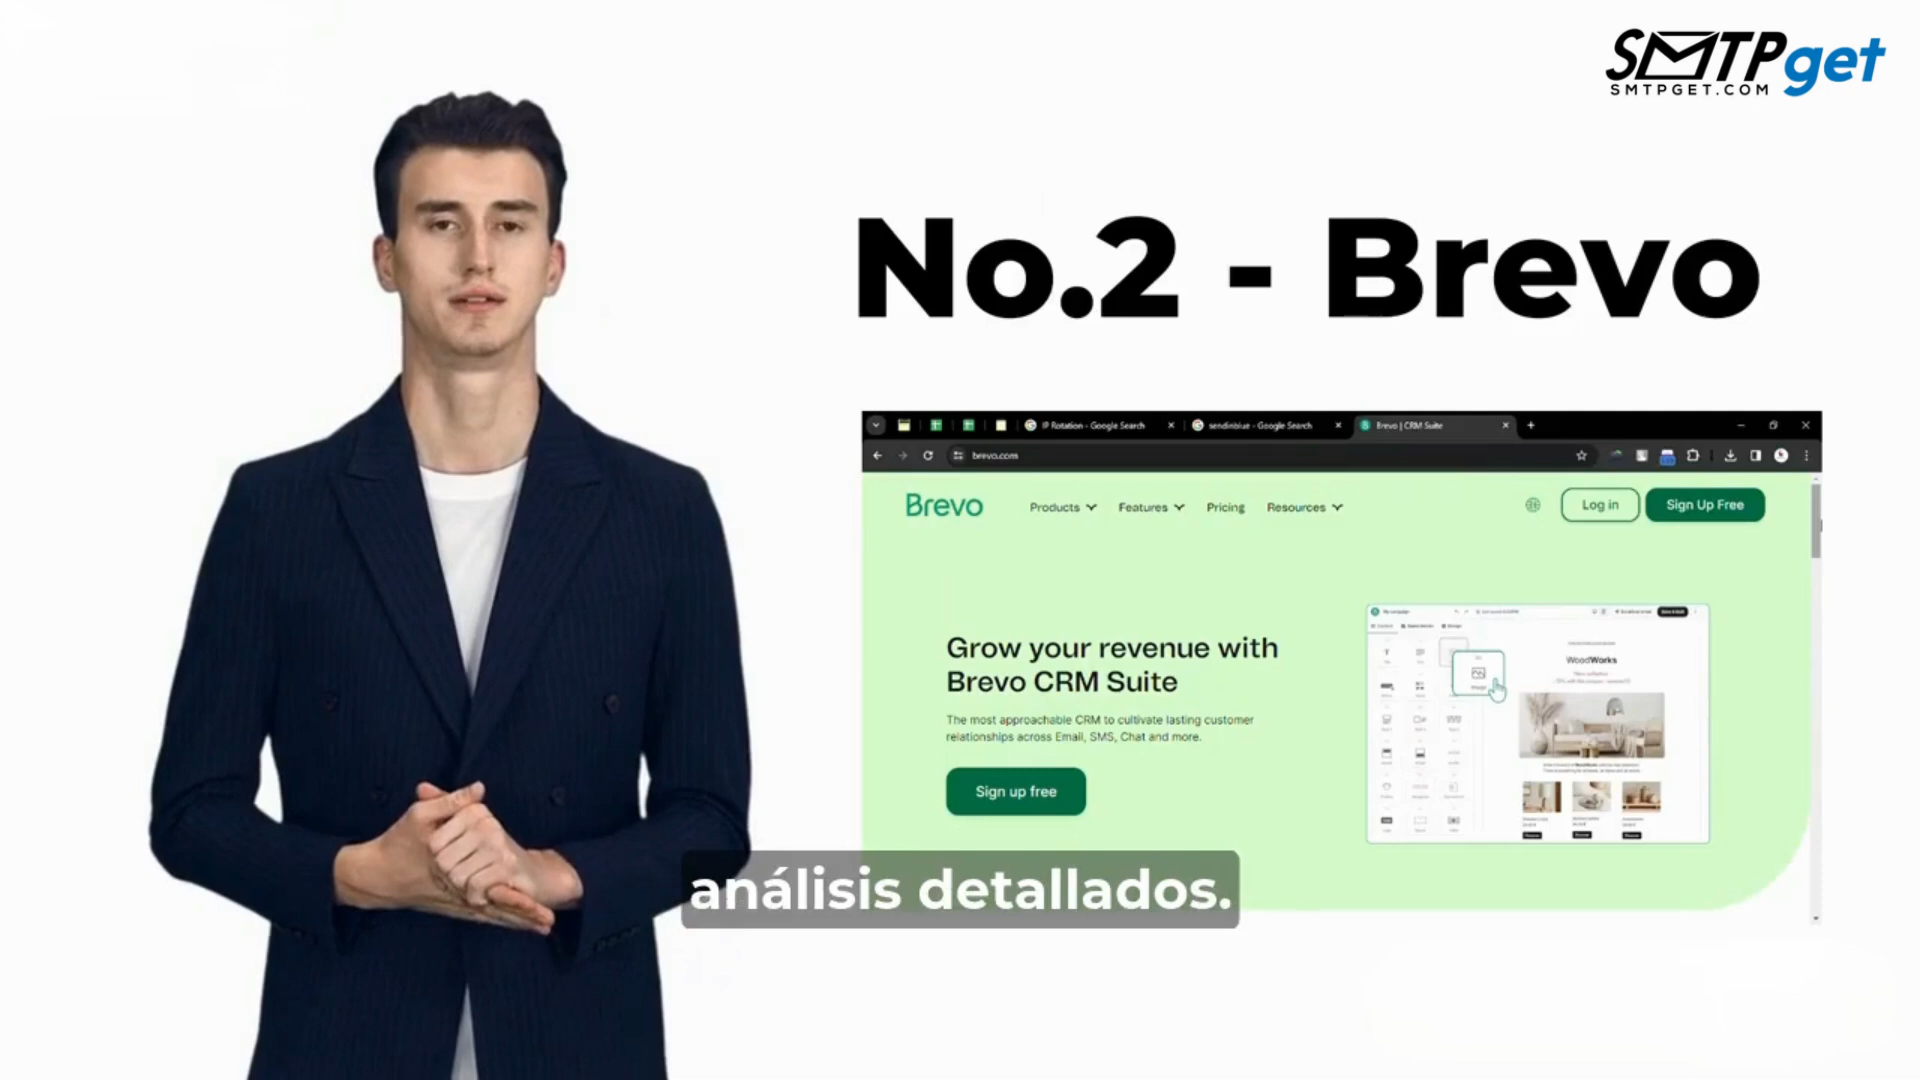 SMTPget
SMTPGET.COM
No.2 - Brevo
IP Rotation - Google Search
sendinblue - Google Search
Brevo | CRM Suite
brevo.com
Brevo
Products
Features
Pricing
Resources
Log in
Sign Up Free
Grow your revenue with
Brevo CRM Suite
The most approachable CRM to cultivate lasting customer
relationships across Email, SMS, Chat and more.
Sign up free
WoodWorks
análisis detallados.